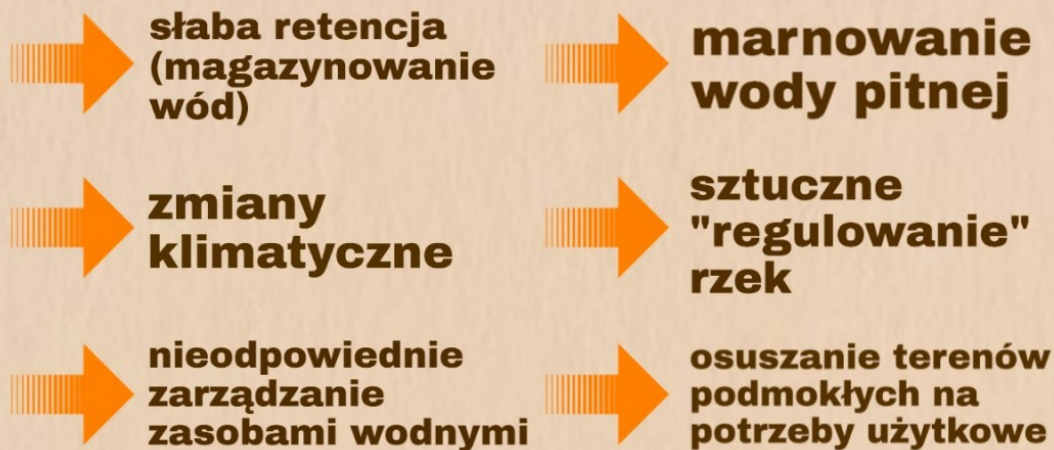 słaba retencja
(magazynowanie
wód)
marnowanie
wody pitnej
zmiany
klimatyczne
sztuczne
"regulowanie"
rzek
nieodpowiednie
zarządzanie
zasobami wodnymi
osuszanie terenów
podmokłych na
potrzeby użytkowe